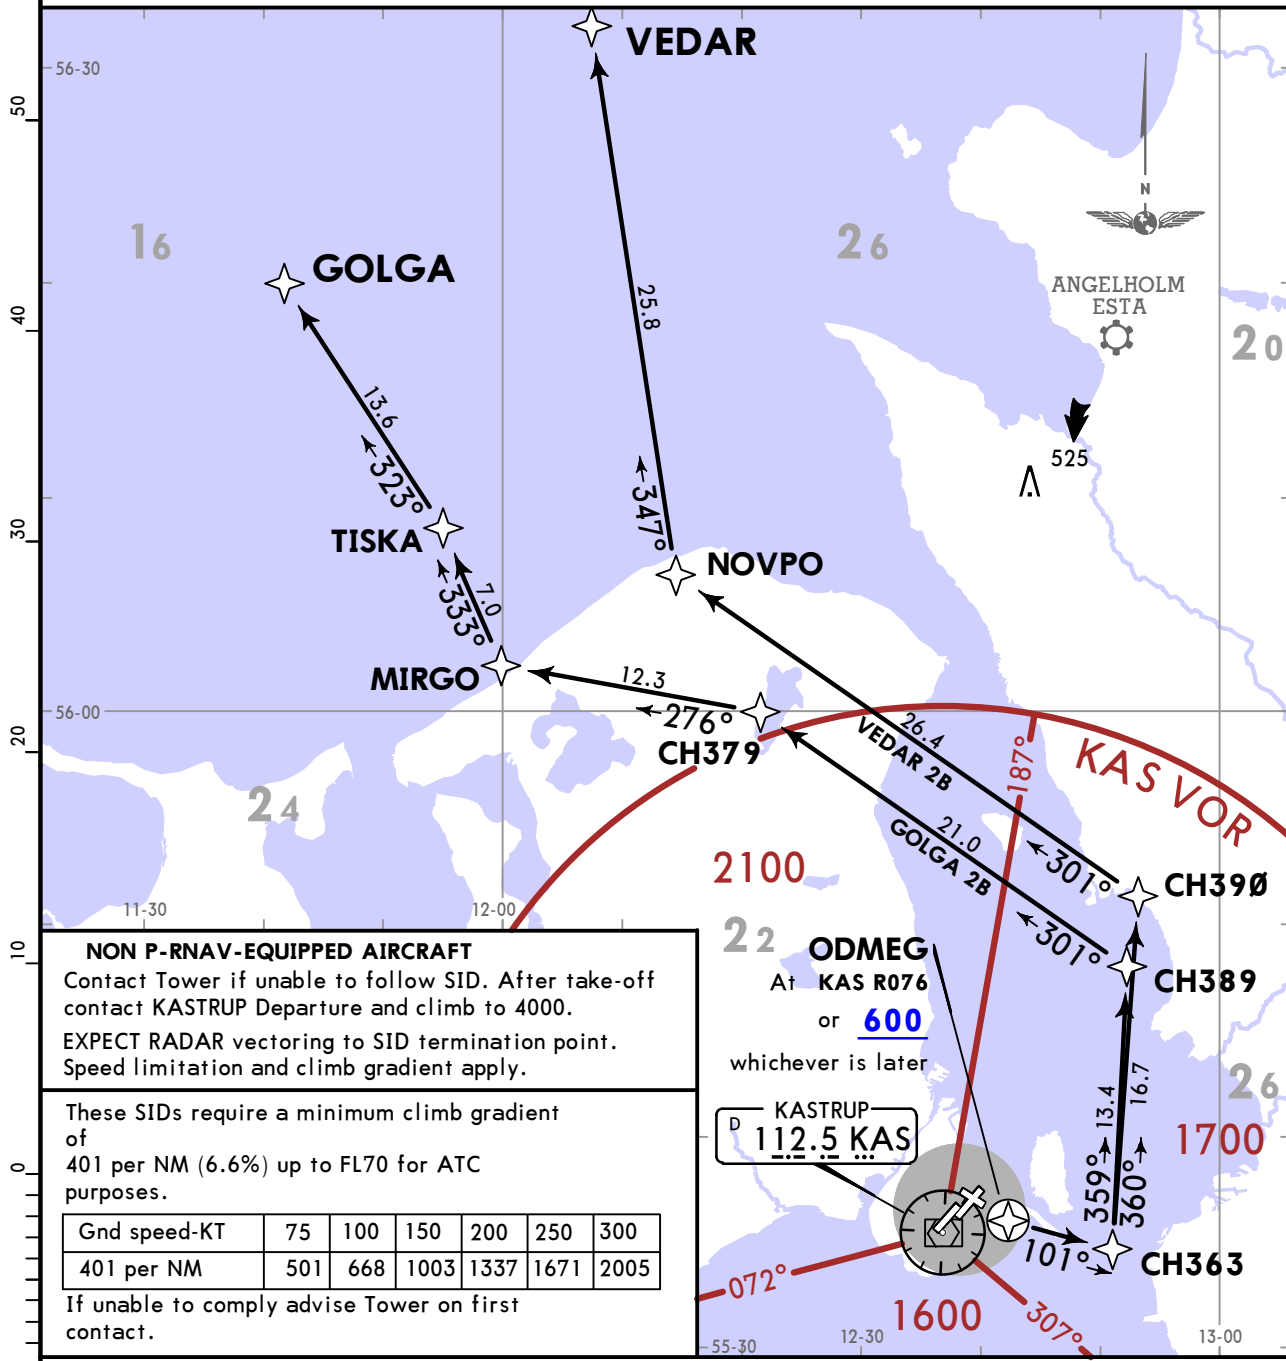 VEDAR
56-30
50
N
16
26
GOLGA
ANGELHOLM
ESTA
25.8
40
20
13.6
323°
525
347°
30
TISKA
NOVPO
7.0
333°
MIRGO
12.3
276°
56-00
20
CH379
26.4
VEDAR 2B
187°
KAS VOR
24
21.0
GOLGA 2B
2100
301°
CH390
11-30
12-00
22
301°
CH389
10
NON P-RNAV-EQUIPPED AIRCRAFT
Contact Tower if unable to follow SID. After take-off
contact KASTRUP Departure and climb to 4000.
EXPECT RADAR vectoring to SID termination point.
Speed limitation and climb gradient apply.
ODMEG
At KAS R076
or 600
whichever is later
13.4
16.7
26
These SIDs require a minimum climb gradient
of
401 per NM (6.6%) up to FL70 for ATC
purposes.
KASTRUP
D 112.5 KAS
1700
0
359°
360°
Gnd speed-KT 75 100 150 200 250 300
401 per NM 501 668 1003 1337 1671 2005
If unable to comply advise Tower on first
contact.
101°
CH363
072°
1600
307°
55-30
12-30
13-00